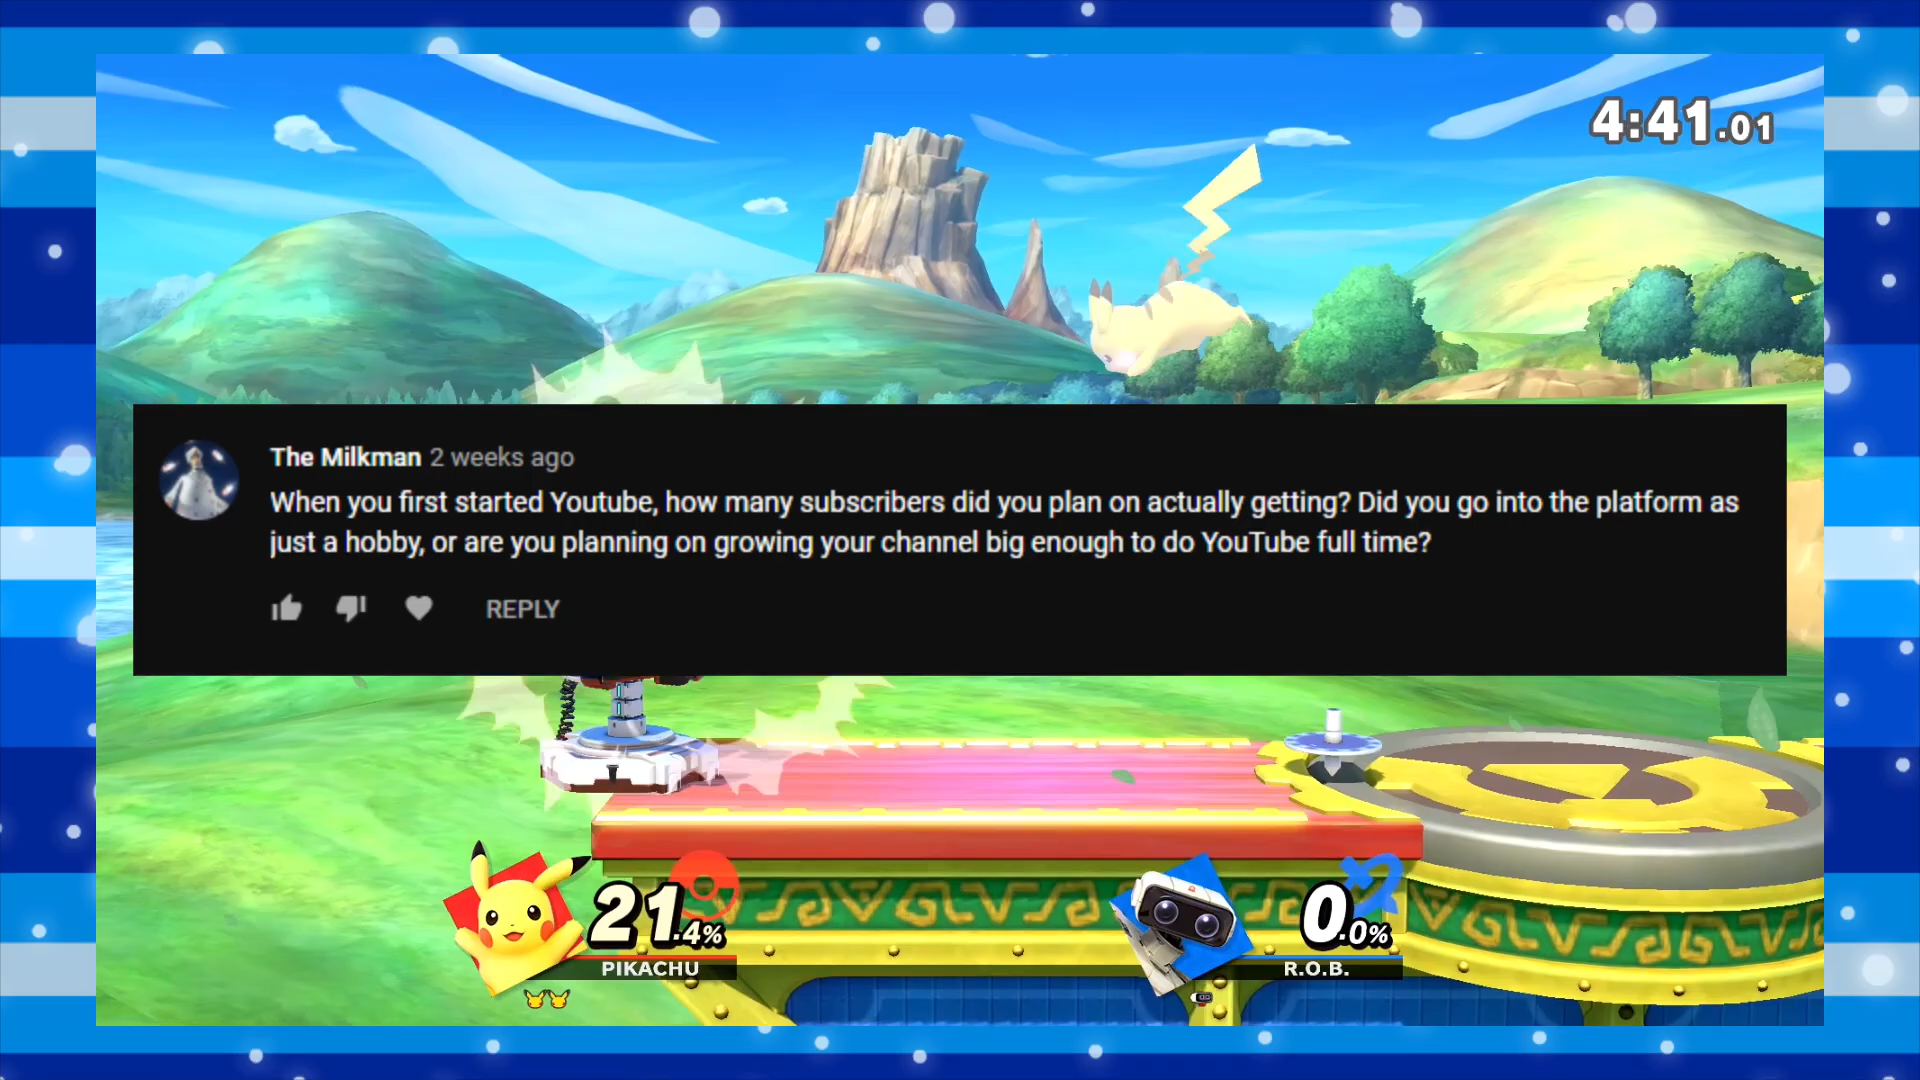 4:41.01
The Milkman 2 weeks ago
When you first started Youtube, how many subscribers did you plan on actually getting? Did you go into the platform as
just a hobby, or are you planning on growing your channel big enough to do YouTube full time?
REPLY
21.4%
PIKACHU
0.0%
R.O.B.